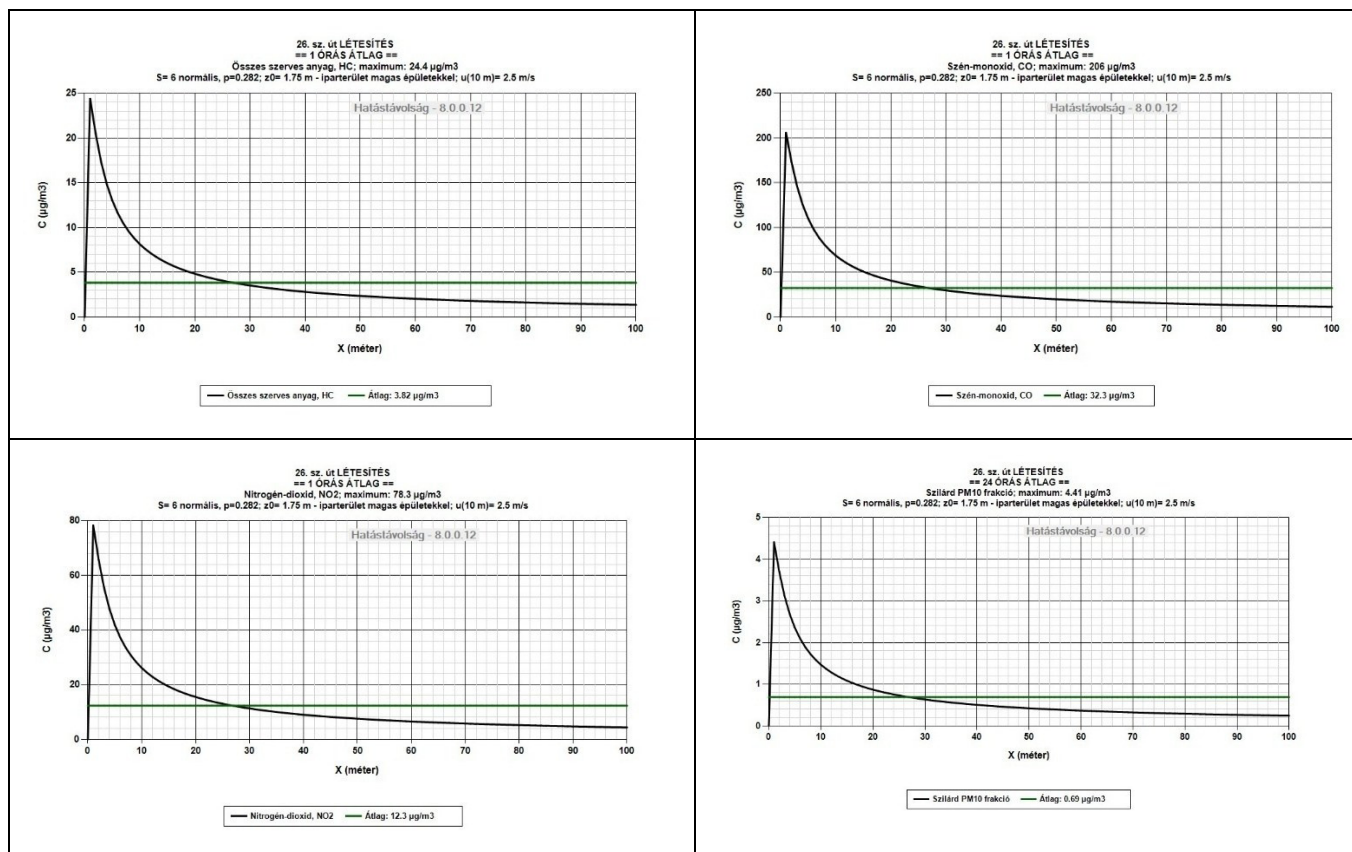 26. sz. út LÉTESÍTÉS
== 1 ÓRÁS ÁTLAG ==
Összes szerves anyag, HC; maximum: 24.4 µg/m3
S= 6 normális, p=0.282; z0= 1.75 m - iparterület magas épületekkel; u(10 m)= 2.5 m/s
Hatástávolság - 8.0.0.12
C (µg/m3)
25
20
15
10
5
0
0 10 20 30 40 50 60 70 80 90 100
X (méter)
Összes szerves anyag, HC Átlag: 3.82 µg/m3
26. sz. út LÉTESÍTÉS
== 1 ÓRÁS ÁTLAG ==
Szén-monoxid, CO; maximum: 206 µg/m3
S= 6 normális, p=0.282; z0= 1.75 m - iparterület magas épületekkel; u(10 m)= 2.5 m/s
Hatástávolság - 8.0.0.12
C (µg/m3)
250
200
150
100
50
0
0 10 20 30 40 50 60 70 80 90 100
X (méter)
Szén-monoxid, CO Átlag: 32.3 µg/m3
26. sz. út LÉTESÍTÉS
== 1 ÓRÁS ÁTLAG ==
Nitrogén-dioxid, NO2; maximum: 78.3 µg/m3
S= 6 normális, p=0.282; z0= 1.75 m - iparterület magas épületekkel; u(10 m)= 2.5 m/s
Hatástávolság - 8.0.0.12
C (µg/m3)
80
60
40
20
0
0 10 20 30 40 50 60 70 80 90 100
X (méter)
Nitrogén-dioxid, NO2 Átlag: 12.3 µg/m3
26. sz. út LÉTESÍTÉS
== 24 ÓRÁS ÁTLAG ==
Szilárd PM10 frakció; maximum: 4.41 µg/m3
S= 6 normális, p=0.282; z0= 1.75 m - iparterület magas épületekkel; u(10 m)= 2.5 m/s
Hatástávolság - 8.0.0.12
C (µg/m3)
5
4
3
2
1
0
0 10 20 30 40 50 60 70 80 90 100
X (méter)
Szilárd PM10 frakció Átlag: 0.69 µg/m3